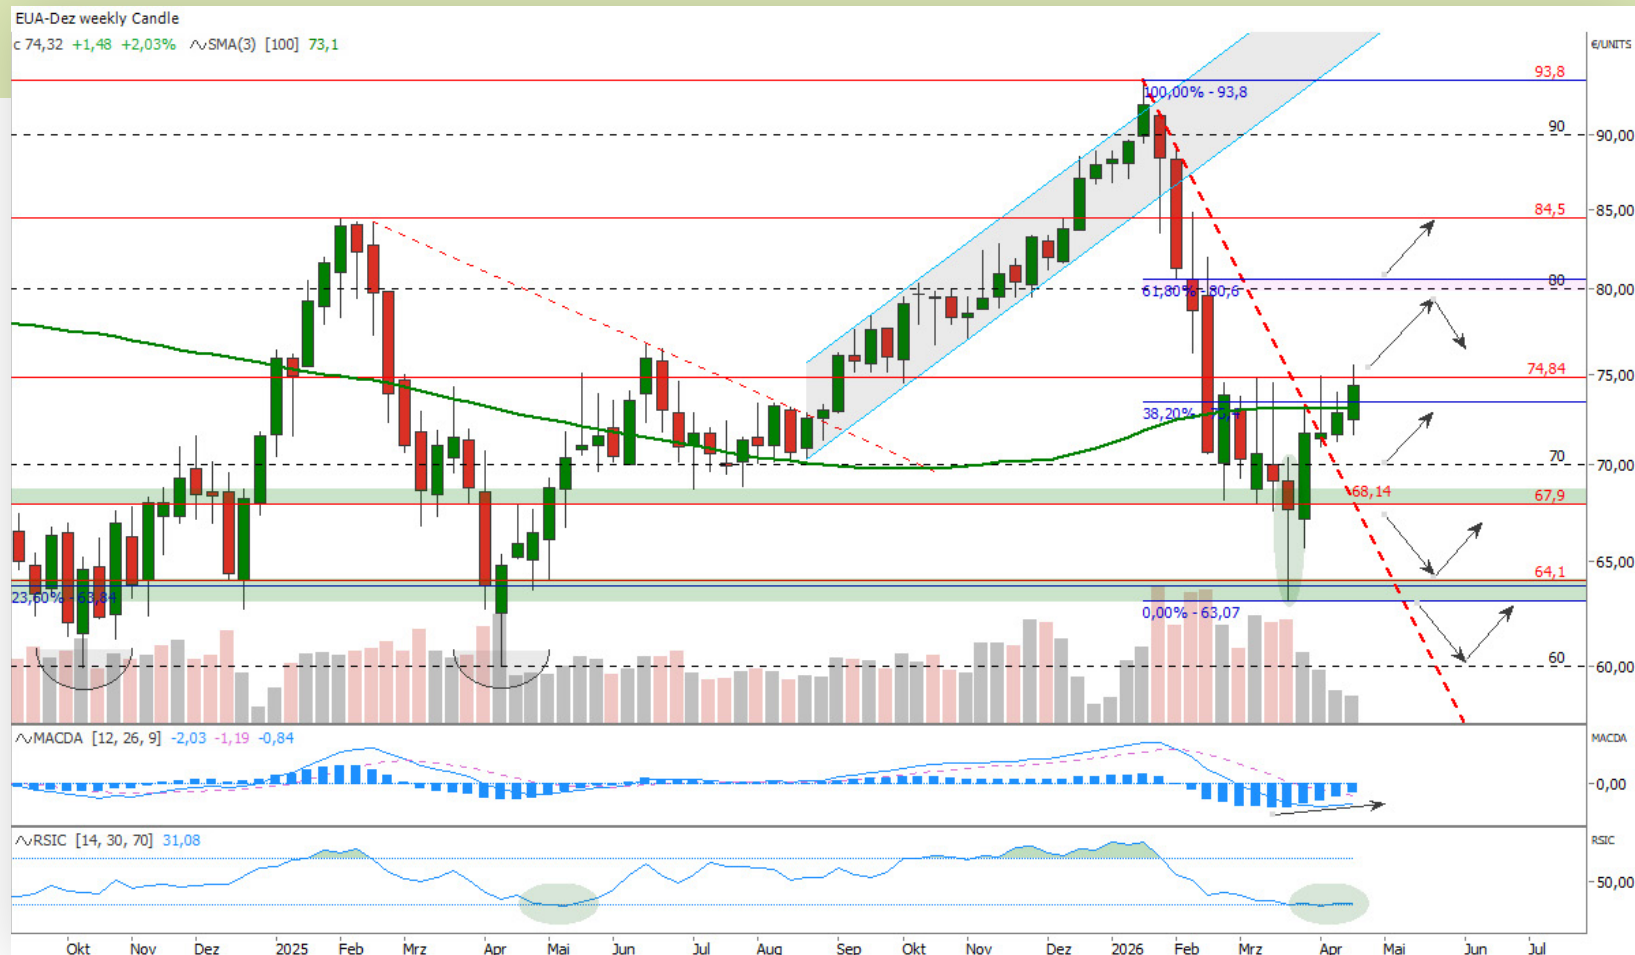 EUA-Dez weekly Candle
c 74,32 +1,48 +2,03% SMA(3) [100] 73,1
€/UNITS
93,8
100,00% - 93,8
90
90,00
84,5
85,00
80
61,80% - 80,6
80,00
74,84
75,00
38,20% -
70
70,00
68,14
67,9
65,00
64,1
23,60% - 63,84
0,00% - 63,07
60
60,00
MACDA [12, 26, 9] -2,03 -1,19 -0,84
MACDA
0,00
RSIC [14, 30, 70] 31,08
RSIC
50,00
Okt Nov Dez 2025 Feb Mrz Apr Mai Jun Jul Aug Sep Okt Nov Dez 2026 Feb Mrz Apr Mai Jun Jul